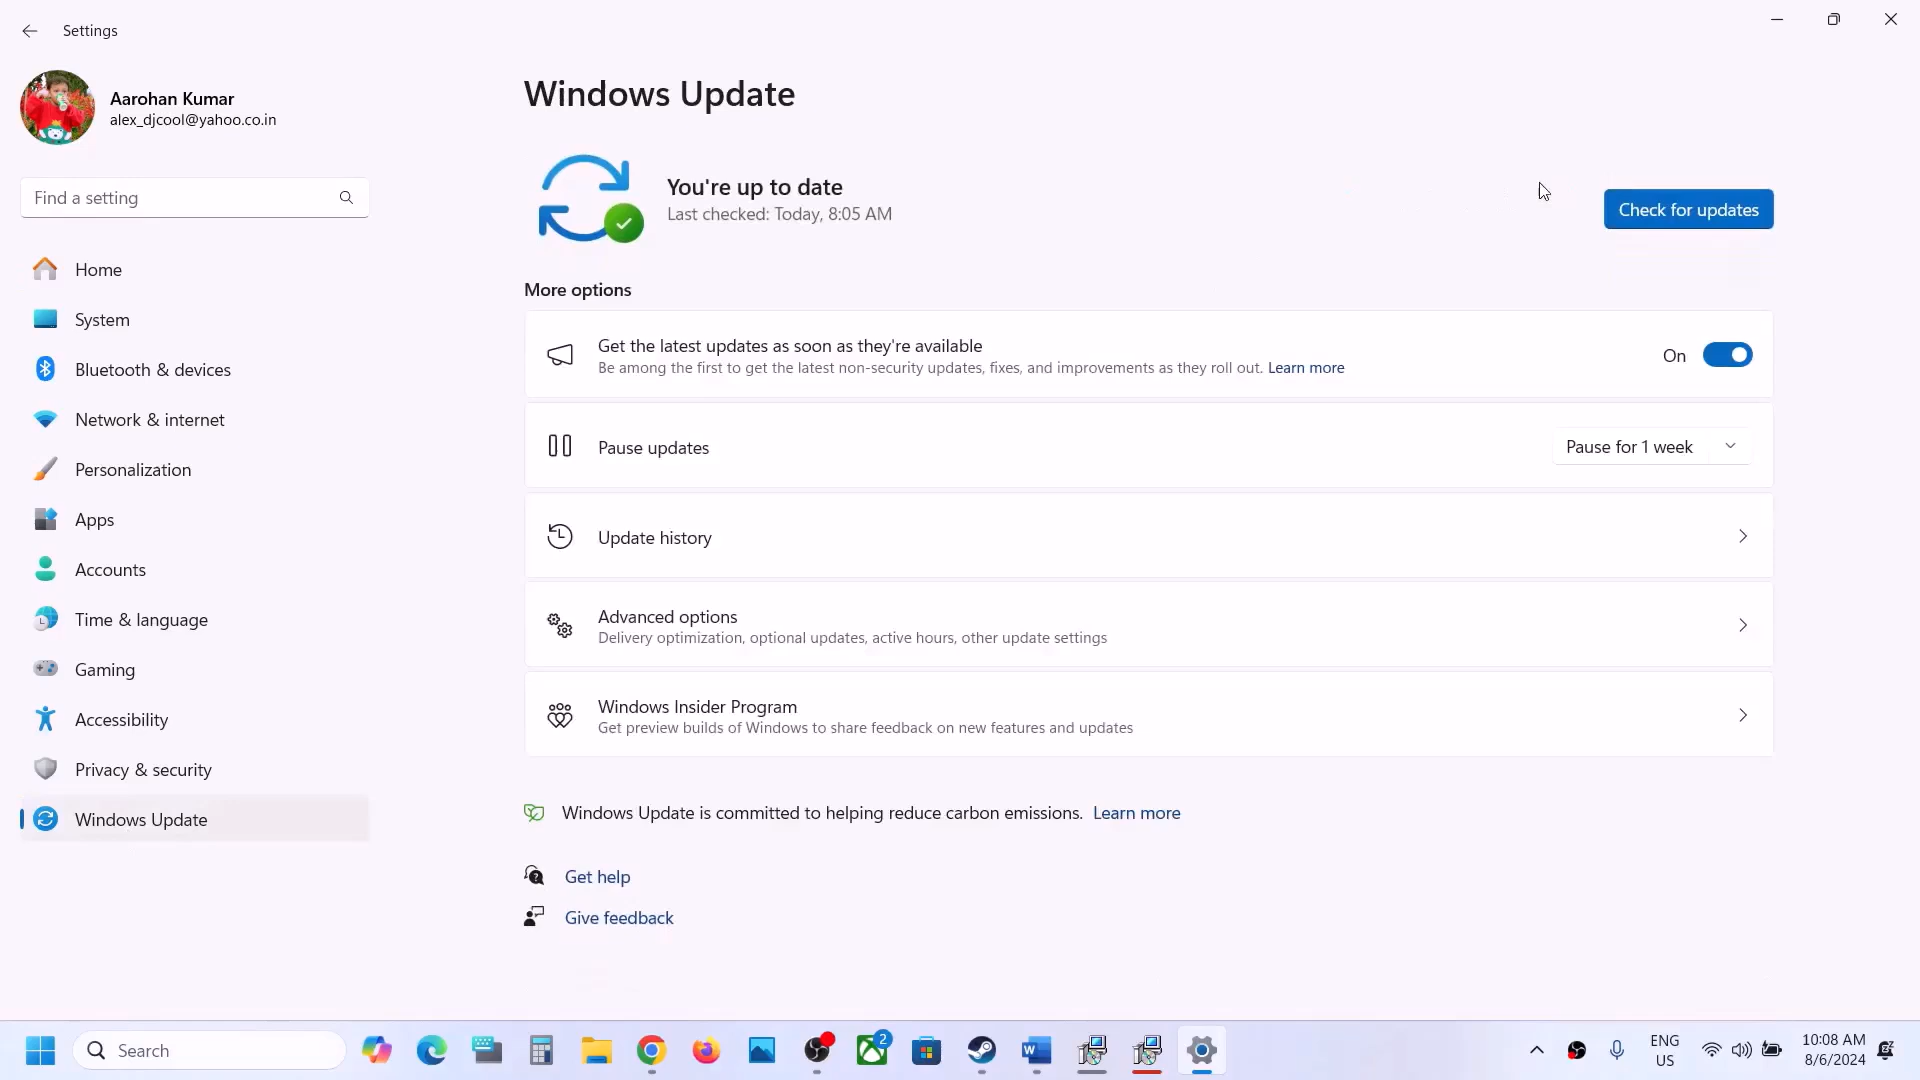 Settings
Aarohan Kumar
alex_djcool@yahoo.co.in
Find a setting
Home
System
Bluetooth & devices
Network & internet
Personalization
Apps
Accounts
Time & language
Gaming
Accessibility
Privacy & security
Windows Update
Windows Update
You're up to date
Last checked: Today, 8:05 AM
Check for updates
More options
Get the latest updates as soon as they're available
Be among the first to get the latest non-security updates, fixes, and improvements as they roll out. Learn more
On
Pause updates
Pause for 1 week
Update history
Advanced options
Delivery optimization, optional updates, active hours, other update settings
Windows Insider Program
Get preview builds of Windows to share feedback on new features and updates
Windows Update is committed to helping reduce carbon emissions. Learn more
Get help
Give feedback
Search
2
ENG
US
10:08 AM
8/6/2024